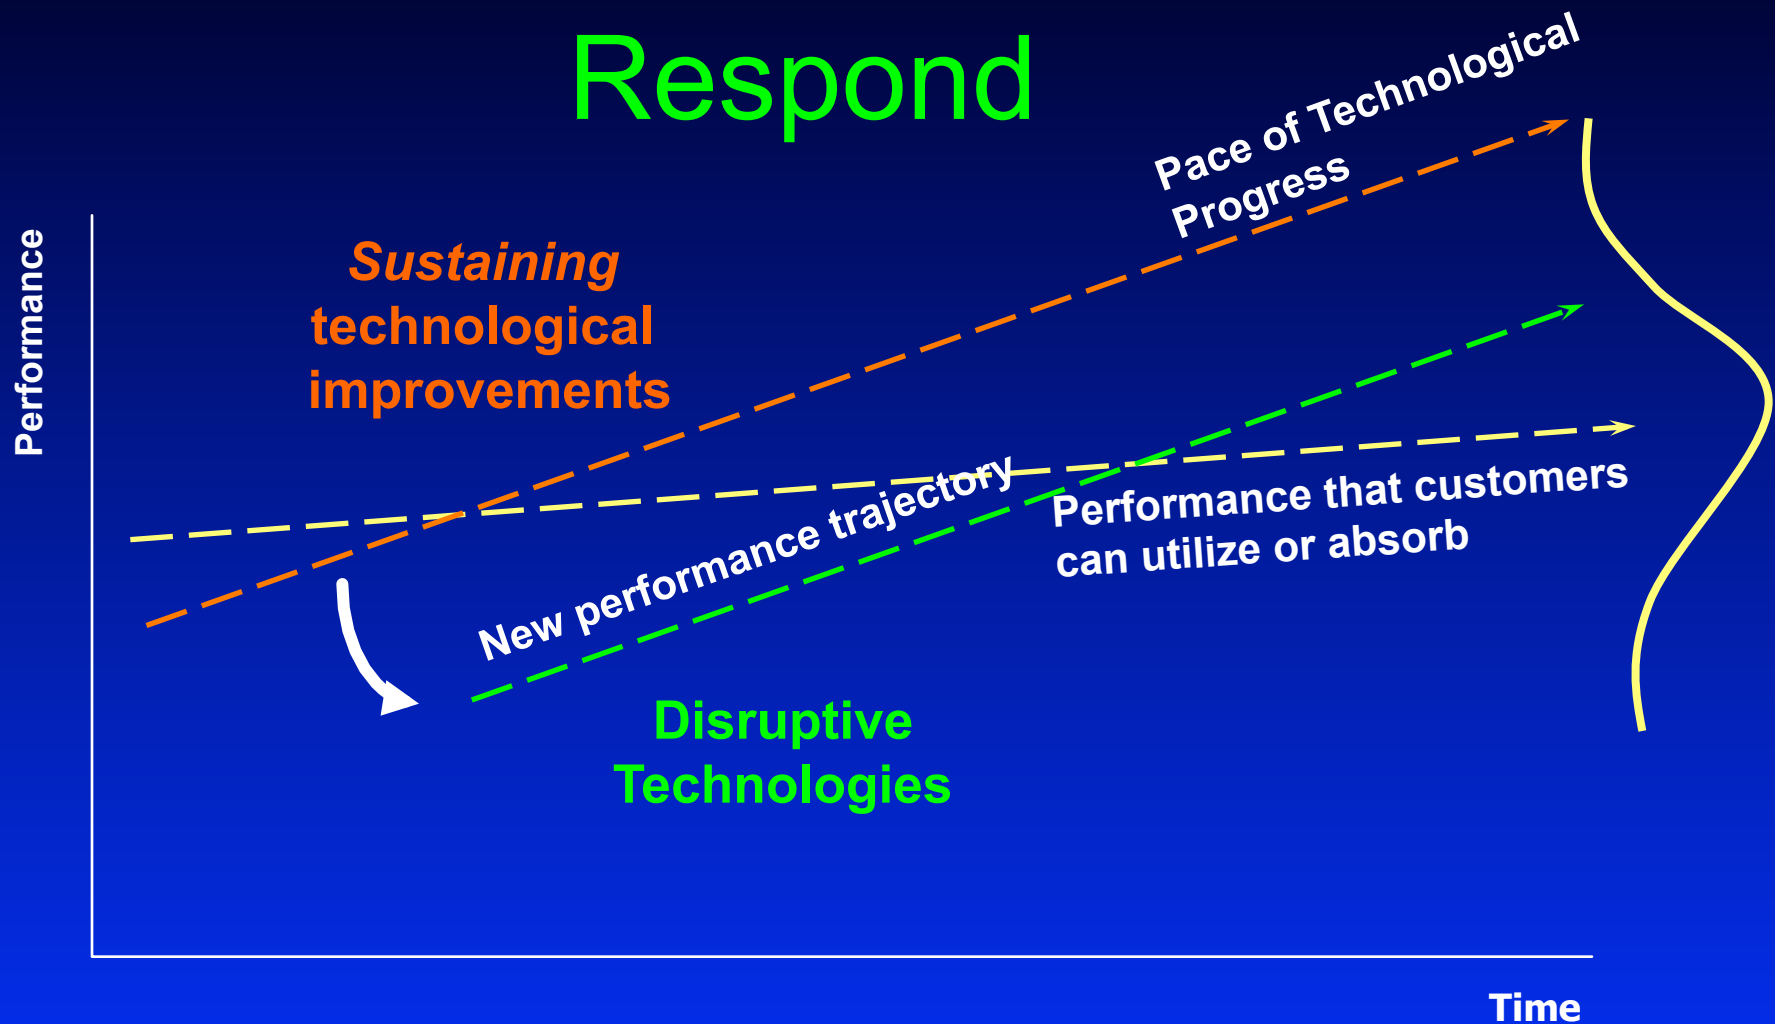 Respond
Pace of Technological
Progress
Performance
Sustaining
technological
improvements
New performance trajectory
Performance that customers
can utilize or absorb
Disruptive
Technologies
Time